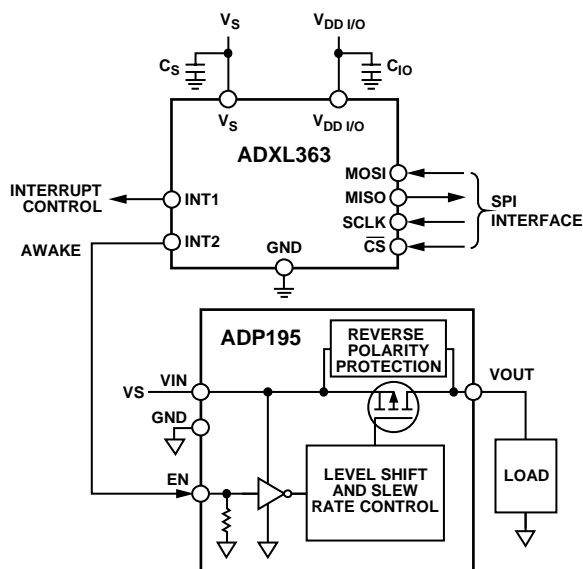 VS
VDD I/O
CS
CIO
VS
VDD I/O
ADXL363
MOSI
MISO
SCLK
CS
SPI
INTERFACE
INTERRUPT
CONTROL
INT1
INT2
AWAKE
GND
ADP195
REVERSE
POLARITY
PROTECTION
VS
VIN
VOUT
GND
EN
LEVEL SHIFT
AND SLEW
RATE CONTROL
LOAD